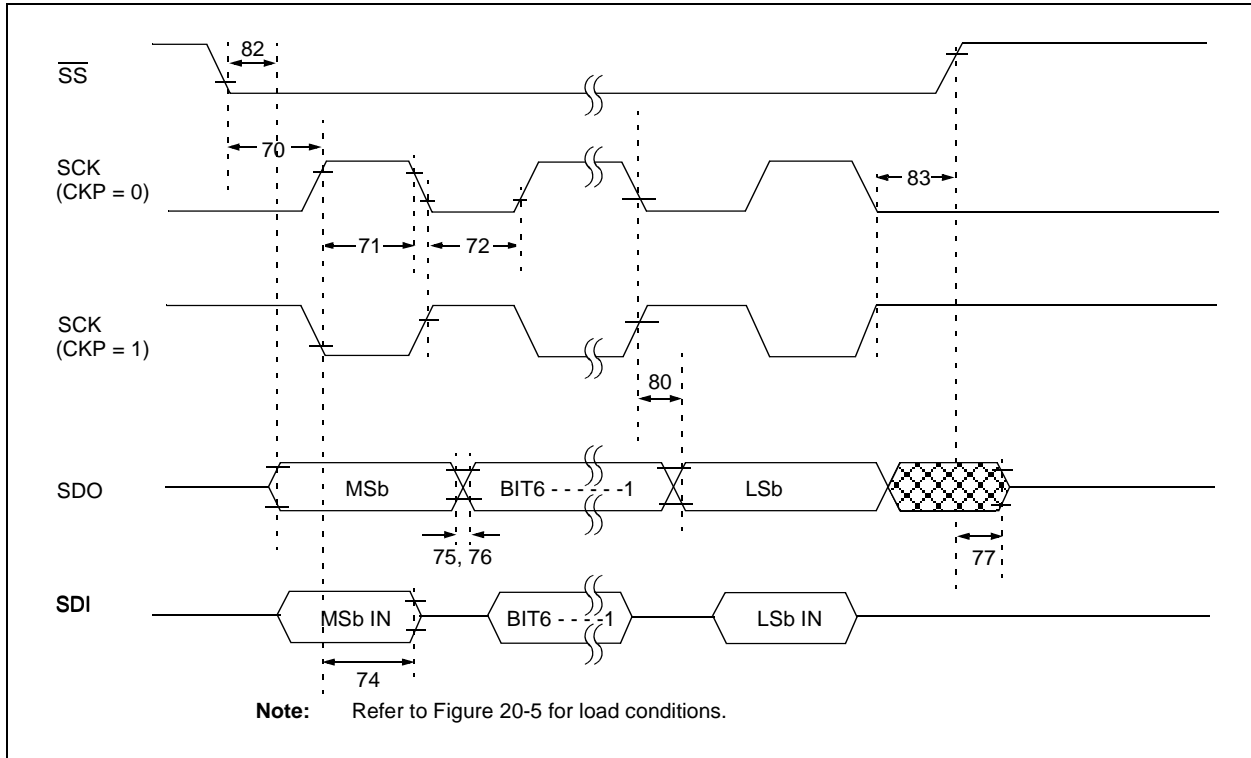 82
SS
70
SCK
(CKP = 0)
83
71
72
SCK
(CKP = 1)
80
SDO
MSb
BIT6 - - - - - -1
LSb
75, 76
77
SDI
MSb IN
BIT6 - - - -1
LSb IN
74
Note: Refer to Figure 20-5 for load conditions.